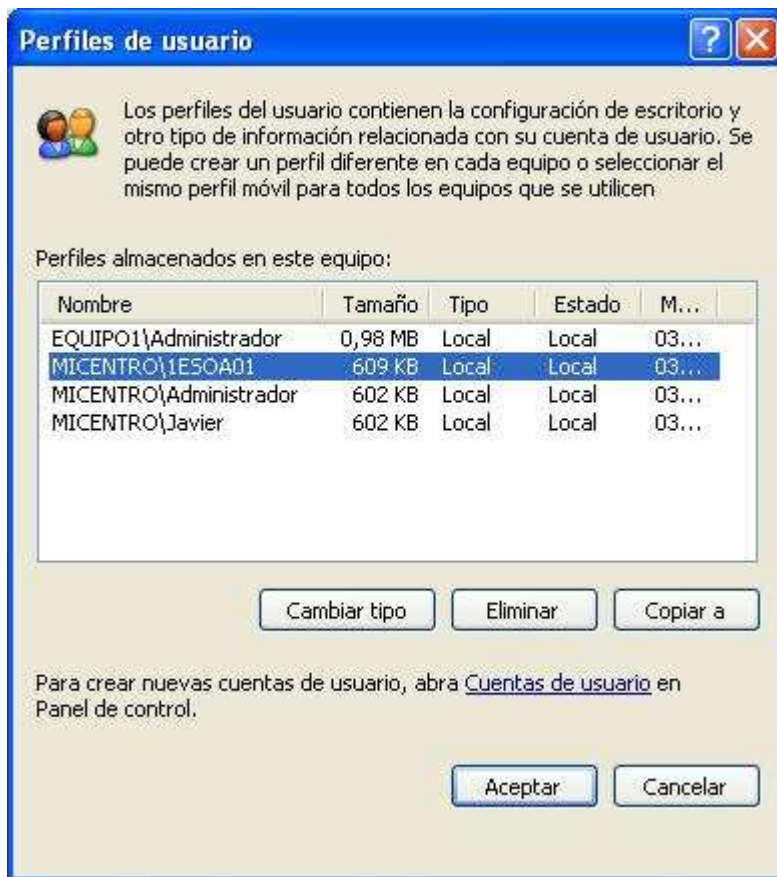 Perfiles de usuario
Los perfiles del usuario contienen la configuración de escritorio y
otro tipo de información relacionada con su cuenta de usuario. Se
puede crear un perfil diferente en cada equipo o seleccionar el
mismo perfil móvil para todos los equipos que se utilicen
Perfiles almacenados en este equipo:
Nombre Tamaño Tipo Estado M...
EQUIPO1\Administrador 0,98 MB Local Local 03...
MICENTRO\1ESOA01 609 KB Local Local 03...
MICENTRO\Administrador 602 KB Local Local 03...
MICENTRO\Javier 602 KB Local Local 03...
Cambiar tipo Eliminar Copiar a
Para crear nuevas cuentas de usuario, abra Cuentas de usuario en
Panel de control.
Aceptar Cancelar